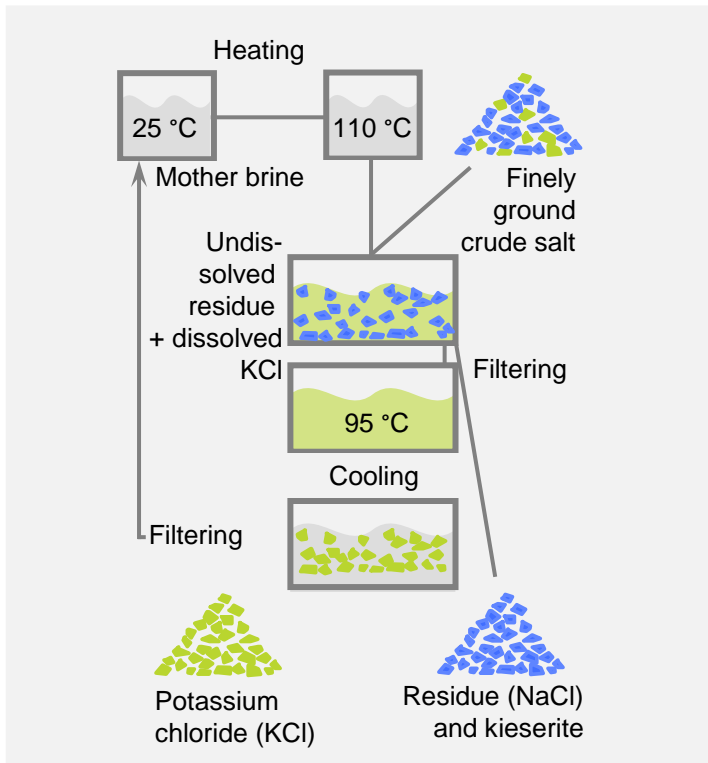 Heating
25 °C
110 °C
Mother brine
Finely
ground
crude salt
Undis-
solved
residue
+ dissolved
KCl
Filtering
95 °C
Cooling
Filtering
Potassium
chloride (KCl)
Residue (NaCl)
and kieserite